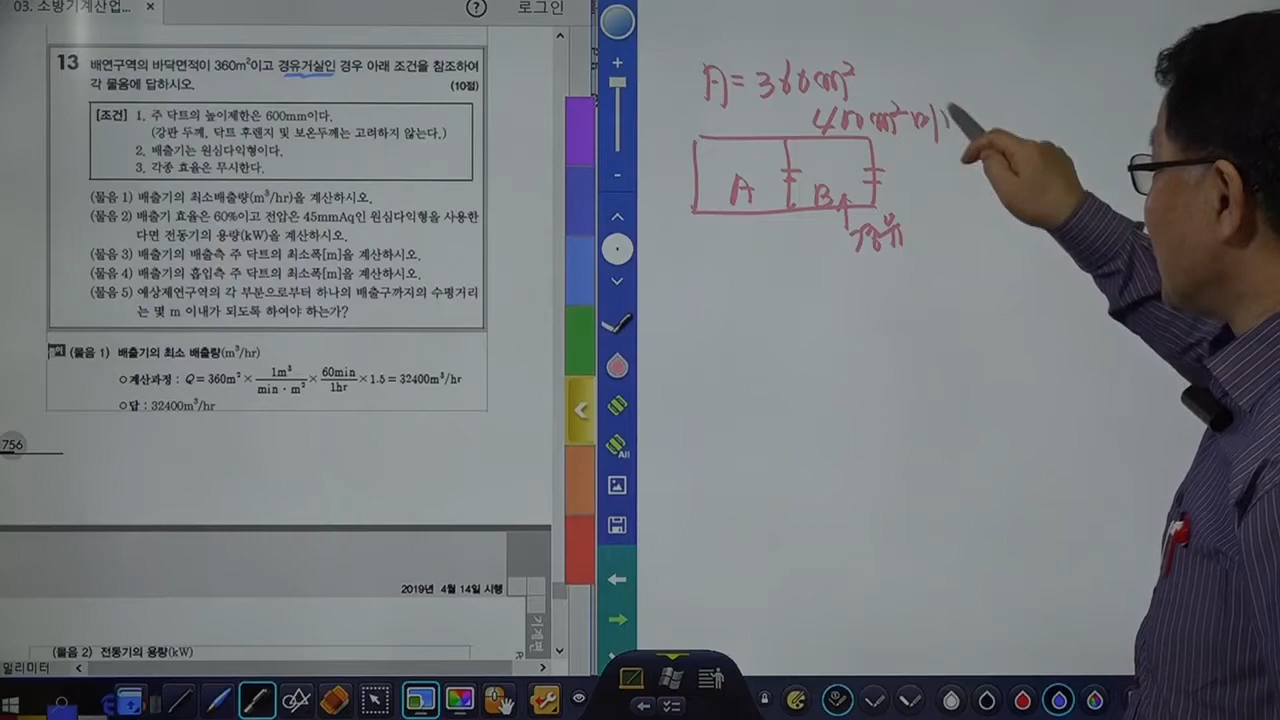 03. 소방기계산업...
로그인
13 배연구역의 바닥면적이 360m²이고 경유거실인 경우 아래 조건을 참조하여
각 물음에 답하시오. (10점)
[조건] 1. 주 닥트의 높이제한은 600mm이다.
(강판 두께, 닥트 후렌지 및 보온두께는 고려하지 않는다.)
2. 배출기는 원심다익형이다.
3. 각종 효율은 무시한다.
(물음 1) 배출기의 최소배출량(m³/hr)을 계산하시오.
(물음 2) 배출기 효율은 60%이고 전압은 45mmAq인 원심다익형을 사용한
다면 전동기의 용량(kW)을 계산하시오.
(물음 3) 배출기의 배출측 주 닥트의 최소폭[m]을 계산하시오.
(물음 4) 배출기의 흡입측 주 닥트의 최소폭[m]을 계산하시오.
(물음 5) 예상제연구역의 각 부분으로부터 하나의 배출구까지의 수평거리
는 몇 m 이내가 되도록 하여야 하는가?
(물음 1) 배출기의 최소 배출량(m³/hr)
○계산과정 : Q = 360m² × 1m³/min·m² × 60min/1hr × 1.5 = 32400m³/hr
○답 : 32400m³/hr
756
2019년 4월 14일 시행
기계편
(물음 2) 전동기의 용량(kW)
밀리미터
All
A = 360m²
400m² 미
A
B
경유